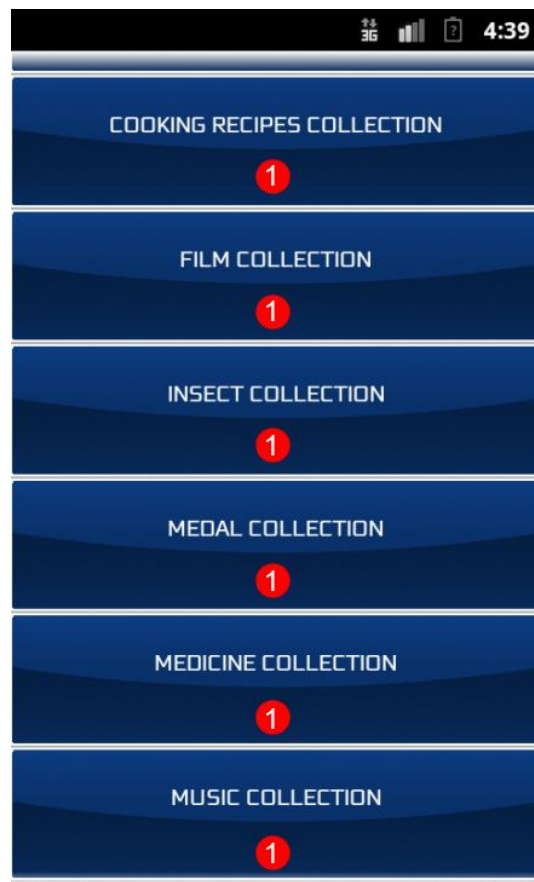 3G ? 4:39
COOKING RECIPES COLLECTION
1
FILM COLLECTION
1
INSECT COLLECTION
1
MEDAL COLLECTION
1
MEDICINE COLLECTION
1
MUSIC COLLECTION
1